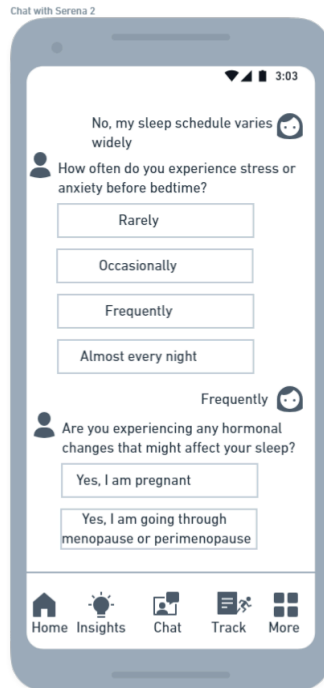 Chat with Serena 2
3:03
No, my sleep schedule varies
widely
How often do you experience stress or
anxiety before bedtime?
Rarely
Occasionally
Frequently
Almost every night
Frequently
Are you experiencing any hormonal
changes that might affect your sleep?
Yes, I am pregnant
Yes, I am going through
menopause or perimenopause
Home Insights Chat Track More